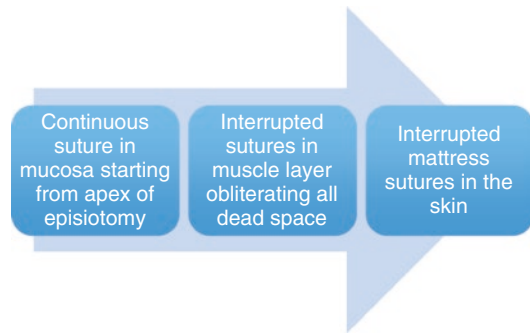 Continuous
suture in
mucosa starting
from apex of
episiotomy
Interrupted
sutures in
muscle layer
obliterating all
dead space
Interrupted
mattress
sutures in the
skin